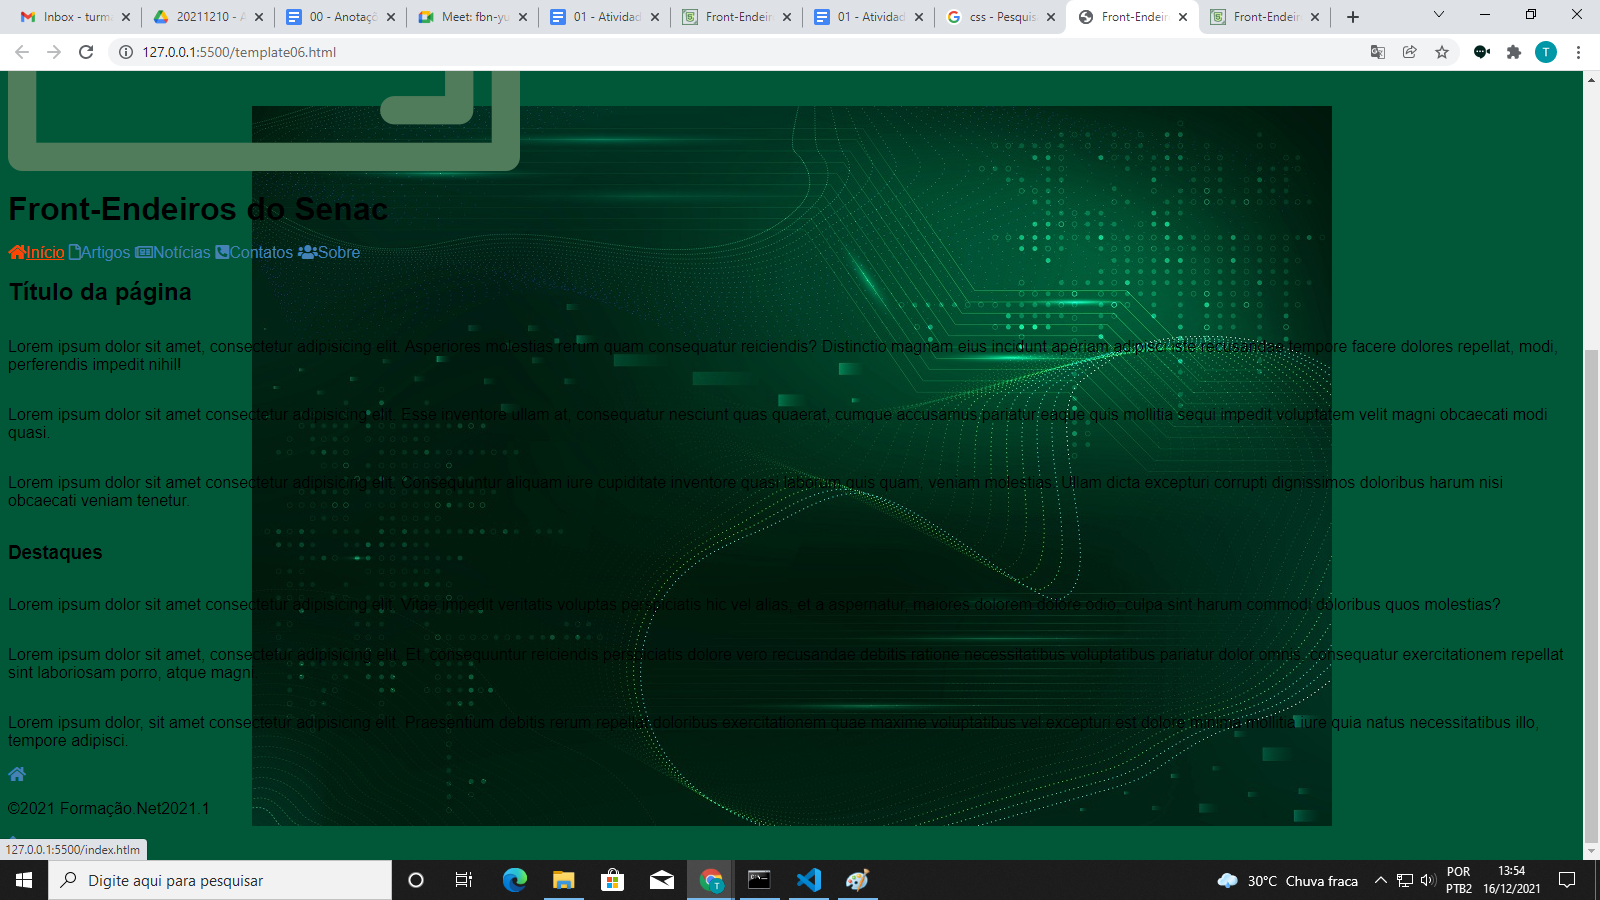 Inbox - turma
20211210 - A
00 - Anotaçõ
Meet: fbn-yu
01 - Atividad
Front-Endeir
01 - Atividad
css - Pesquis
Front-Endeir
Front-Endeir
127.0.0.1:5500/template06.html
T
Front-Endeiros do Senac
Início Artigos Notícias Contatos Sobre
Título da página
Lorem ipsum dolor sit amet, consectetur adipisicing elit. Asperiores molestias rerum quam consequatur reiciendis? Distinctio magnam eius incidunt aperiam adipisci iste recusandae tempore facere dolores repellat, modi,
perferendis impedit nihil!
Lorem ipsum dolor sit amet consectetur adipisicing elit. Esse inventore ullam at, consequatur nesciunt quas quaerat, cumque accusamus pariatur eaque quis mollitia sequi impedit voluptatem velit magni obcaecati modi
quasi.
Lorem ipsum dolor sit amet consectetur adipisicing elit. Consequuntur aliquam iure cupiditate inventore quasi laborum quis quam, veniam molestias. Ullam dicta excepturi corrupti dignissimos doloribus harum nisi
obcaecati veniam tenetur.
Destaques
Lorem ipsum dolor sit amet consectetur adipisicing elit. Vitae impedit veritatis voluptas perspiciatis hic vel alias, et a aspernatur, maiores dolorem dolore odio, culpa sint harum commodi doloribus quos molestias?
Lorem ipsum dolor sit amet, consectetur adipisicing elit. Et, consequuntur reiciendis perspiciatis dolore vero recusandae debitis ratione necessitatibus voluptatibus pariatur dolor omnis, consequatur exercitationem repellat
sint laboriosam porro, atque magni.
Lorem ipsum dolor, sit amet consectetur adipisicing elit. Praesentium debitis rerum repellat doloribus exercitationem quae maxime voluptatibus vel excepturi est dolore minima mollitia iure quia natus necessitatibus illo,
tempore adipisci.
©2021 Formação.Net2021.1
127.0.0.1:5500/index.htlm
Digite aqui para pesquisar
30°C Chuva fraca
POR
PTB2
13:54
16/12/2021